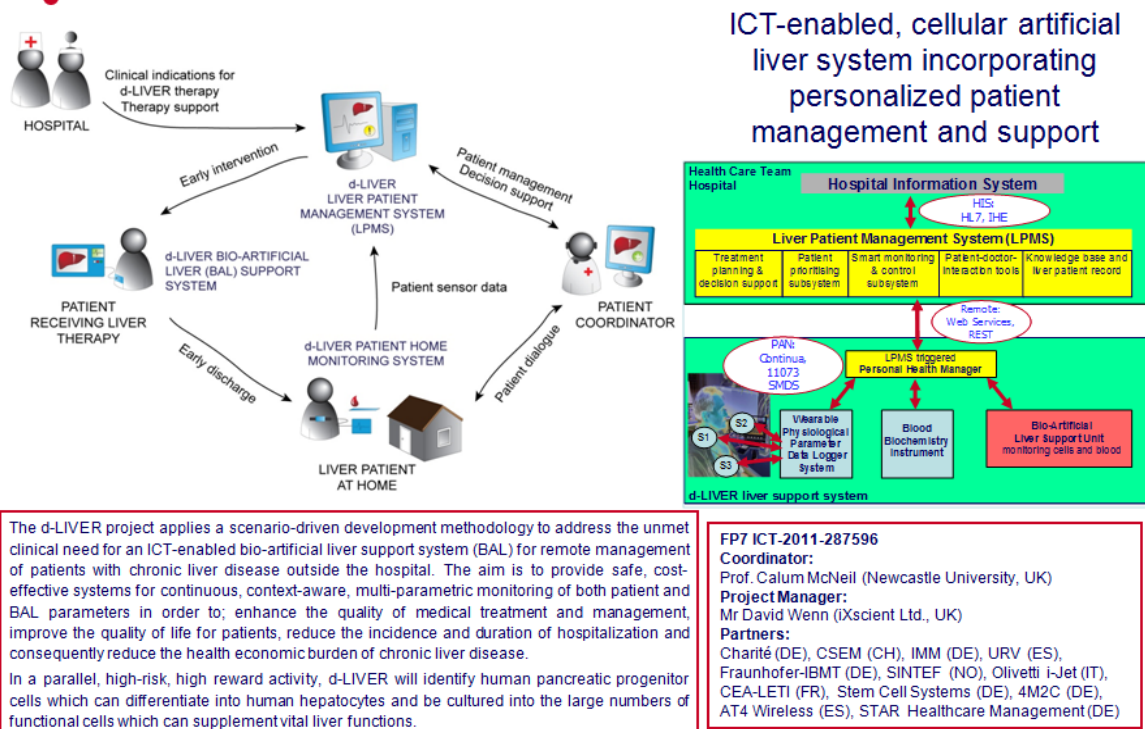 ICT-enabled, cellular artificial
liver system incorporating
personalized patient
management and support
Clinical indications for
d-LIVER therapy
Therapy support
HOSPITAL
Early intervention
Patient management
Decision support
d-LIVER
LIVER PATIENT
MANAGEMENT SYSTEM
(LPMS)
d-LIVER BIO-ARTIFICIAL
LIVER (BAL) SUPPORT
SYSTEM
PATIENT
RECEIVING LIVER
THERAPY
Patient sensor data
PATIENT
COORDINATOR
Early discharge
d-LIVER PATIENT HOME
MONITORING SYSTEM
Patient dialogue
LIVER PATIENT
AT HOME
Health Care Team
Hospital
Hospital Information System
HIS:
HL7, IHE
Liver Patient Management System (LPMS)
Treatment
planning &
decision support
Patient
prioritising
subsystem
Smart monitoring
& control
subsystem
Patient-doctor-
interaction tools
Knowledge base and
liver patient record
Remote:
Web Services,
REST
PAN:
Continua,
11073
SMDS
LPMS triggered
Personal Health Manager
S1
S2
S3
Wearable
Physiological
Parameter
Data Logger
System
Blood
Biochemistry
Instrument
Bio-Artificial
Liver Support Unit
monitoring cells and blood
d-LIVER liver support system
The d-LIVER project applies a scenario-driven development methodology to address the unmet
clinical need for an ICT-enabled bio-artificial liver support system (BAL) for remote management
of patients with chronic liver disease outside the hospital. The aim is to provide safe, cost-
effective systems for continuous, context-aware, multi-parametric monitoring of both patient and
BAL parameters in order to; enhance the quality of medical treatment and management,
improve the quality of life for patients, reduce the incidence and duration of hospitalization and
consequently reduce the health economic burden of chronic liver disease.
In a parallel, high-risk, high reward activity, d-LIVER will identify human pancreatic progenitor
cells which can differentiate into human hepatocytes and be cultured into the large numbers of
functional cells which can supplement vital liver functions.
FP7 ICT-2011-287596
Coordinator:
Prof. Calum McNeil (Newcastle University, UK)
Project Manager:
Mr David Wenn (iXscient Ltd., UK)
Partners:
Charité (DE), CSEM (CH), IMM (DE), URV (ES),
Fraunhofer-IBMT (DE), SINTEF (NO), Olivetti i-Jet (IT),
CEA-LETI (FR), Stem Cell Systems (DE), 4M2C (DE),
AT4 Wireless (ES), STAR Healthcare Management (DE)